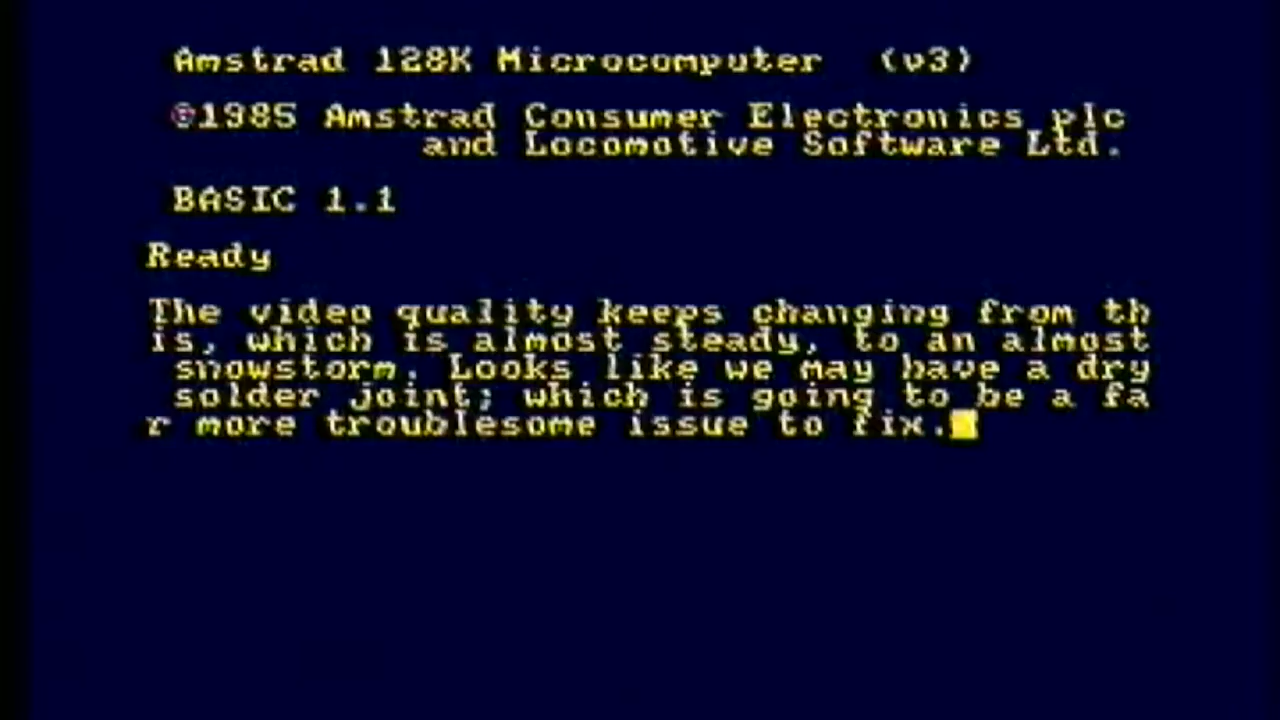 Amstrad 128K Microcomputer (v3)
©1985 Amstrad Consumer Electronics plc
and Locomotive Software Ltd.
BASIC 1.1
Ready
The video quality keeps changing from th
is, which is almost steady, to an almost
snowstorm. Looks like we may have a dry
solder joint; which is going to be a fa
r more troublesome issue to fix.